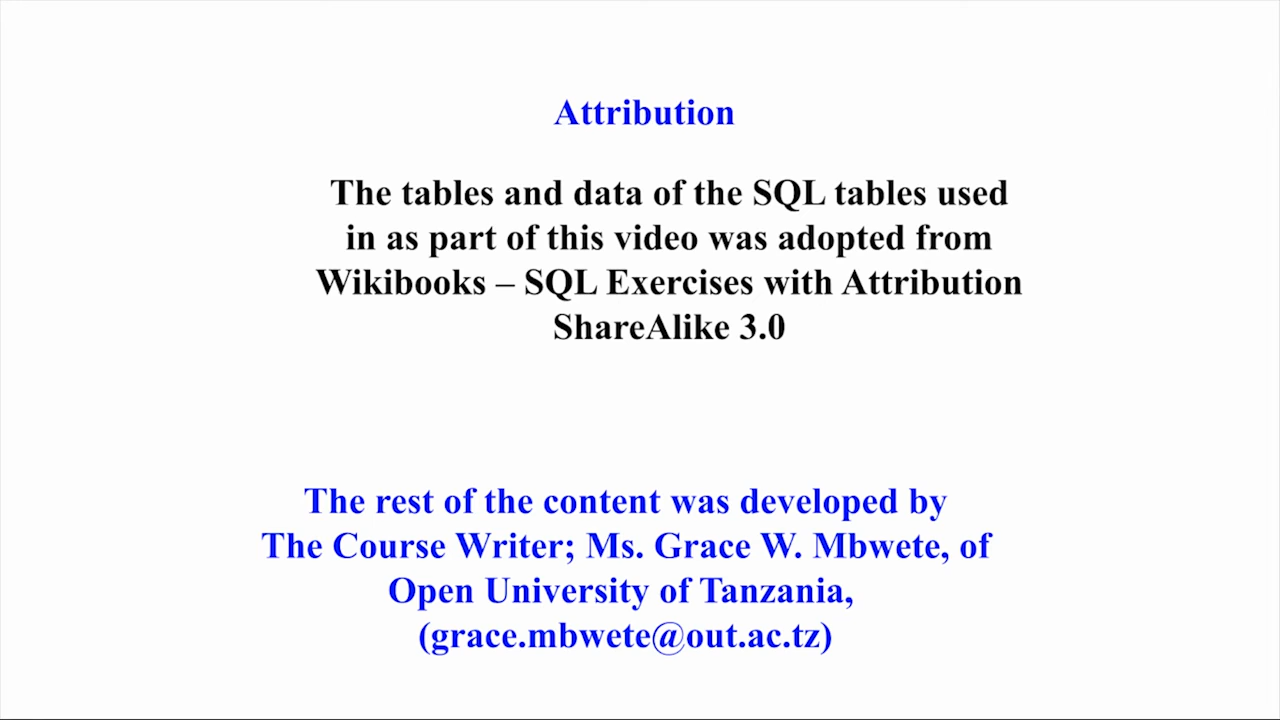 Attribution
The tables and data of the SQL tables used
in as part of this video was adopted from
Wikibooks – SQL Exercises with Attribution
ShareAlike 3.0
The rest of the content was developed by
The Course Writer; Ms. Grace W. Mbwete, of
Open University of Tanzania,
(grace.mbwete@out.ac.tz)